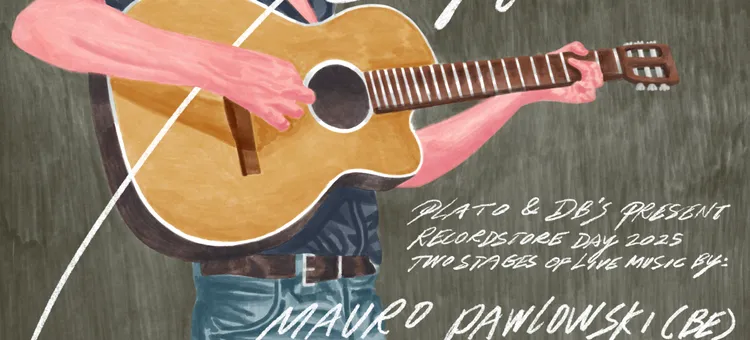 PLATO & DB'S PRESENT
RECORDSTORE DAY 2025
TWO STAGES OF LIVE MUSIC BY:
MAURO PAWLOWSKI (BE)